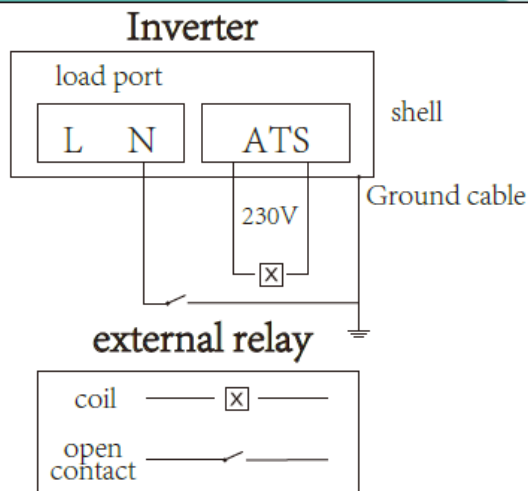 Inverter
load port
L N
ATS
shell
Ground cable
230V
X
external relay
coil
X
open
contact